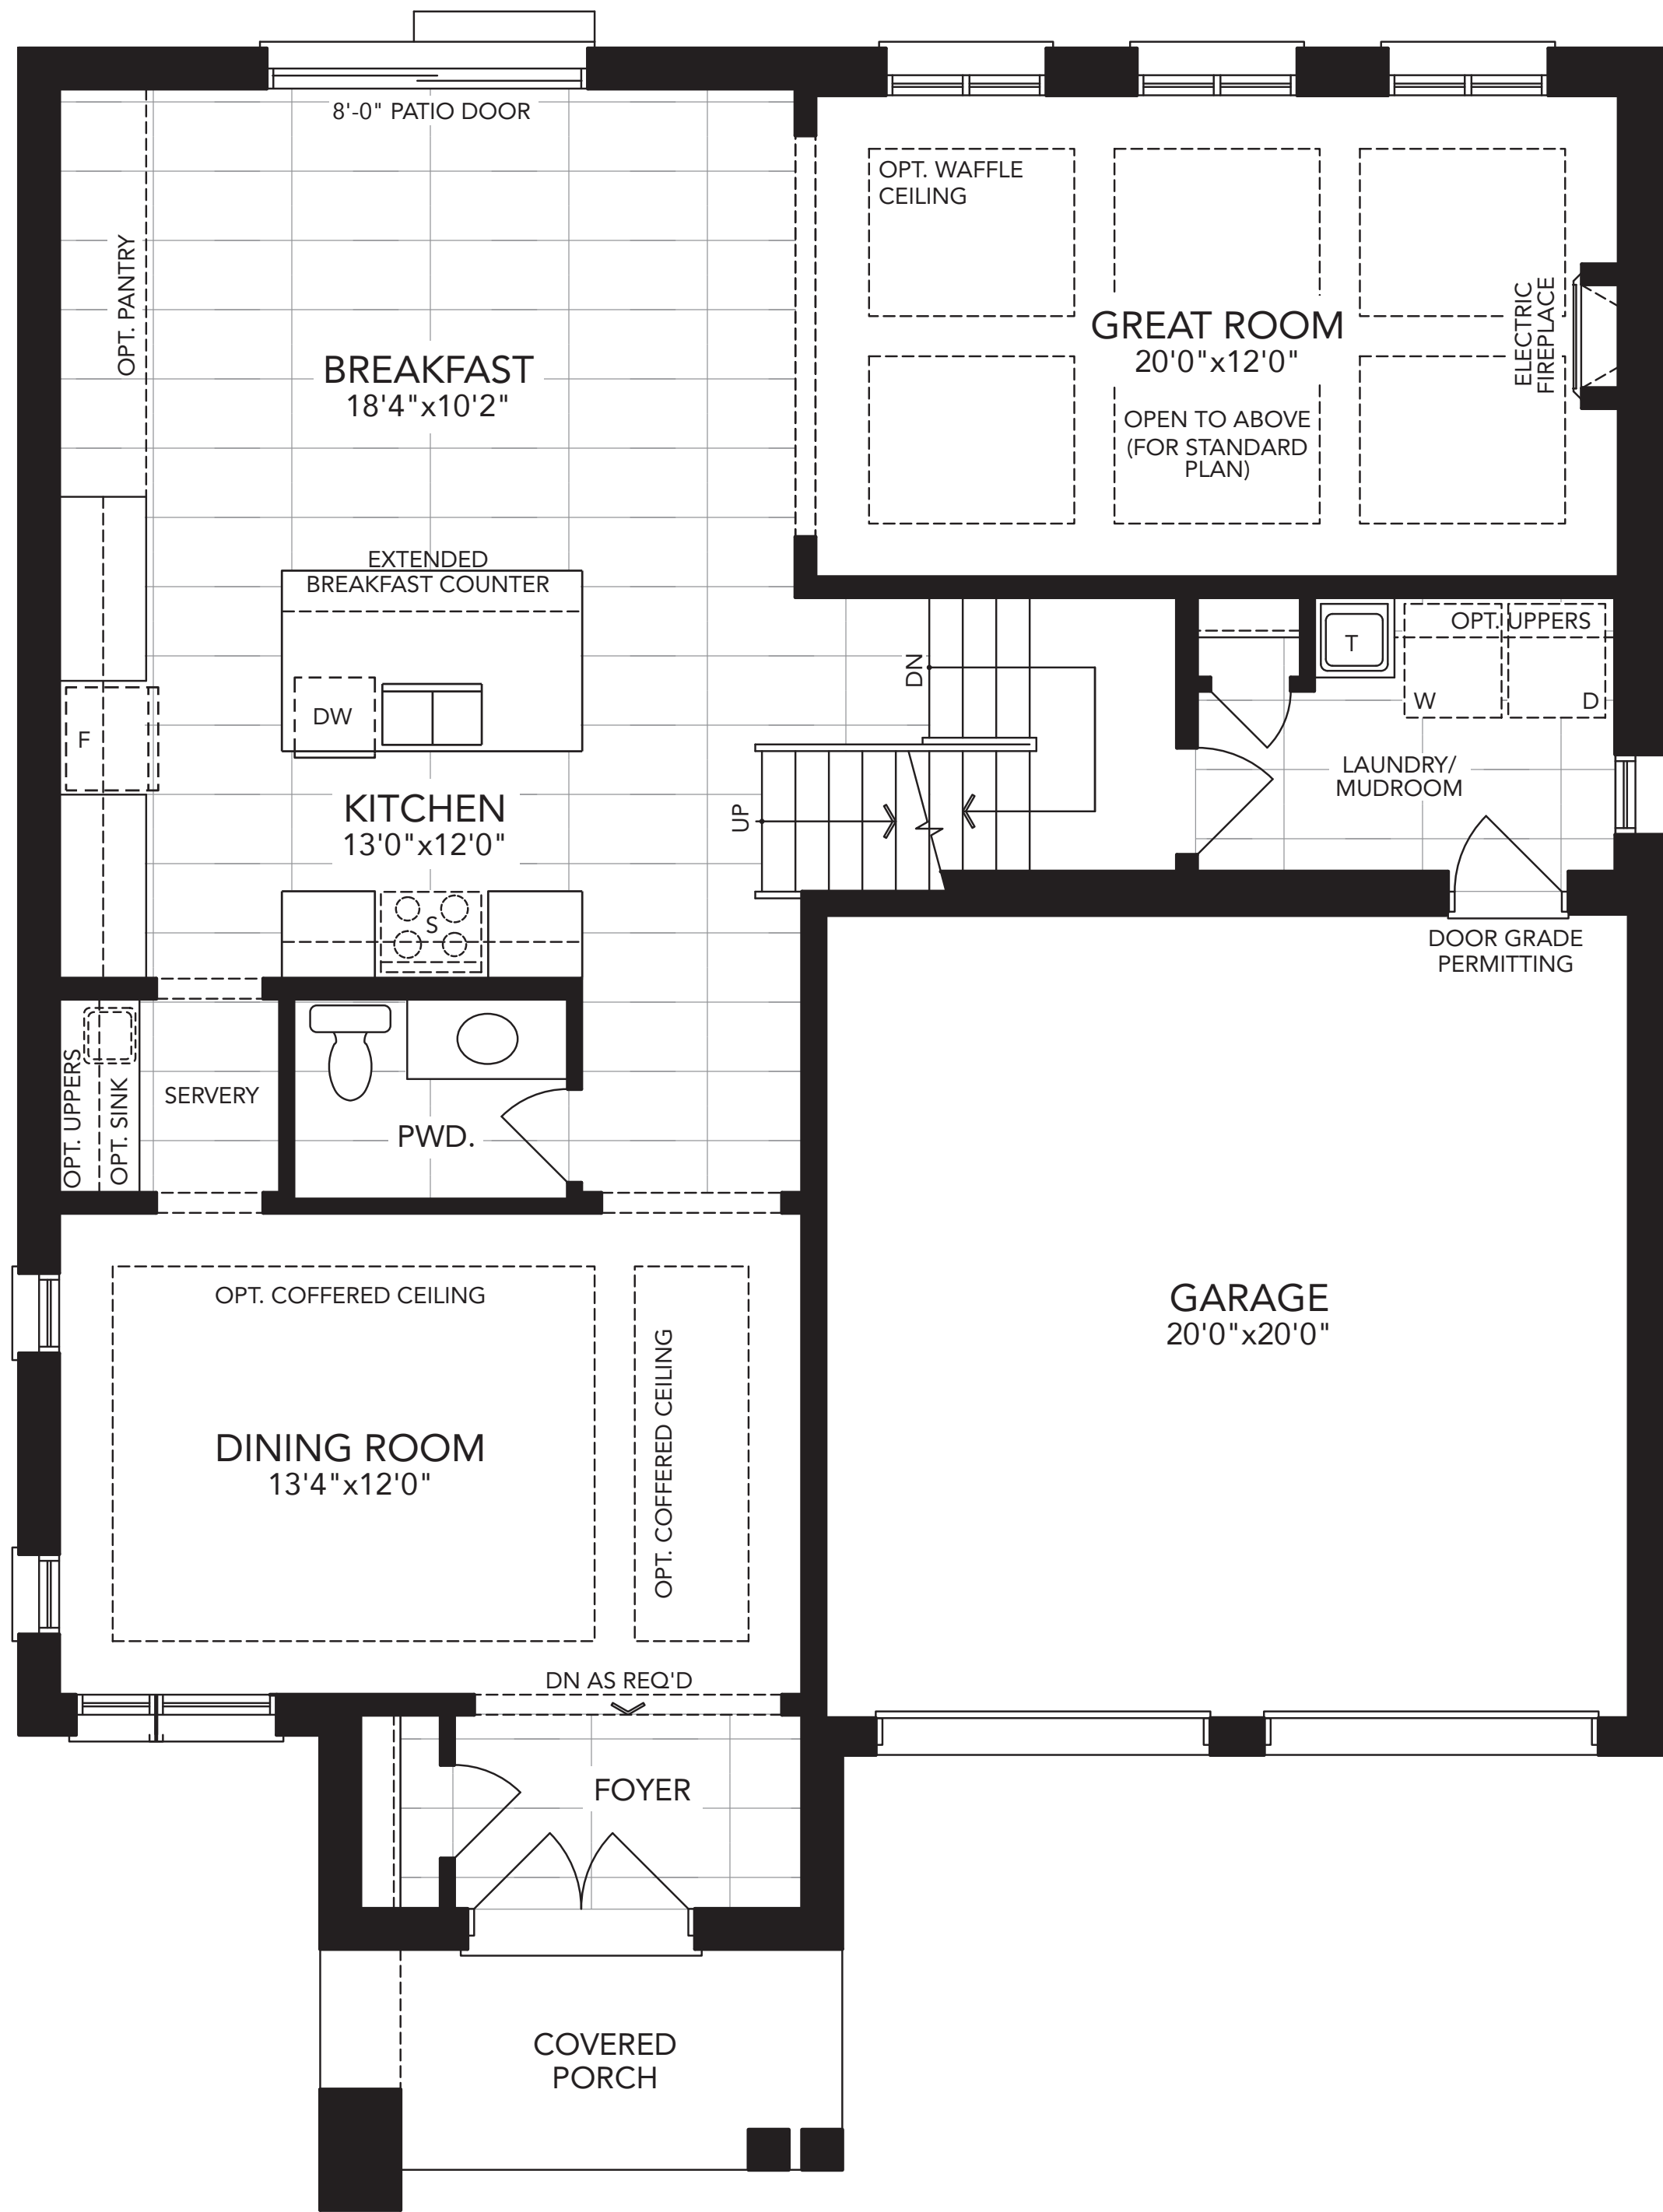 8'-0" PATIO DOOR
OPT. WAFFLE
CEILING
OPT. PANTRY
BREAKFAST
18'4"x10'2"
GREAT ROOM
20'0"x12'0"
OPEN TO ABOVE
(FOR STANDARD
PLAN)
ELECTRIC
FIREPLACE
EXTENDED
BREAKFAST COUNTER
DN
T
OPT. UPPERS
W
D
DW
F
LAUNDRY/
MUDROOM
KITCHEN
13'0"x12'0"
UP
S
DOOR GRADE
PERMITTING
OPT. UPPERS
OPT. SINK
SERVERY
PWD.
OPT. COFFERED CEILING
OPT. COFFERED CEILING
GARAGE
20'0"x20'0"
DINING ROOM
13'4"x12'0"
DN AS REQ'D
FOYER
COVERED
PORCH